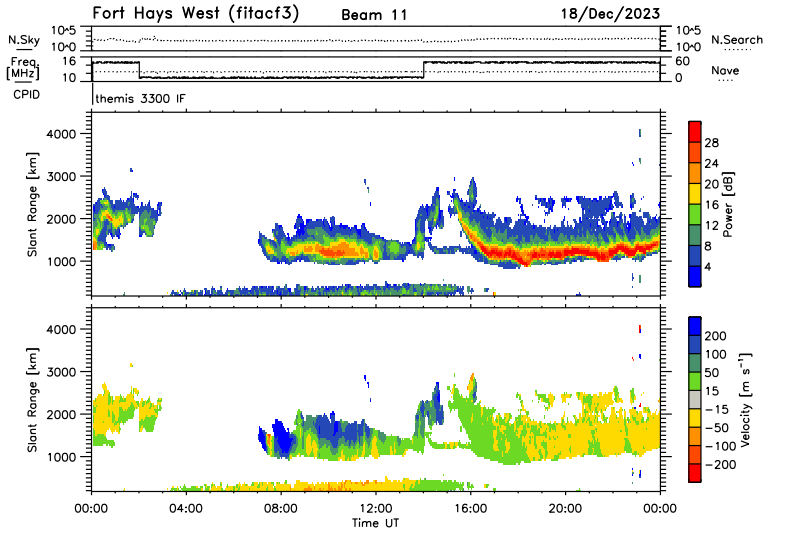 Fort Hays West (fitacf3) Beam 11 18/Dec/2023
N.Sky 10^5 10^0 10^5 10^0 N.Search
Freq. [MHz] 16 10 60 0 Nave
CPID themis 3300 IF
Slant Range [km] 4000 3000 2000 1000
28 24 20 16 12 8 4 Power [dB]
Slant Range [km] 4000 3000 2000 1000
200 100 50 15 −15 −50 −100 −200 Velocity [m s⁻¹]
00:00 04:00 08:00 12:00 16:00 20:00 00:00
Time UT